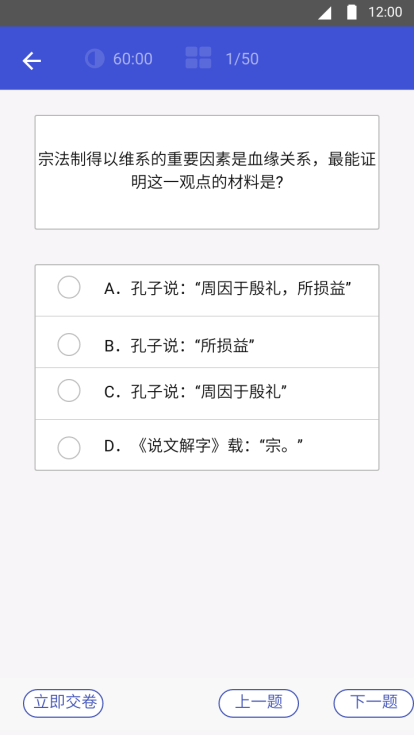 12:00
60:00
1/50
宗法制得以维系的重要因素是血缘关系，最能证
明这一观点的材料是?
A. 孔子说：“周因于殷礼，所损益”
B. 孔子说：“所损益”
C. 孔子说：“周因于殷礼”
D. 《说文解字》载：“宗。”
立即交卷
上一题
下一题